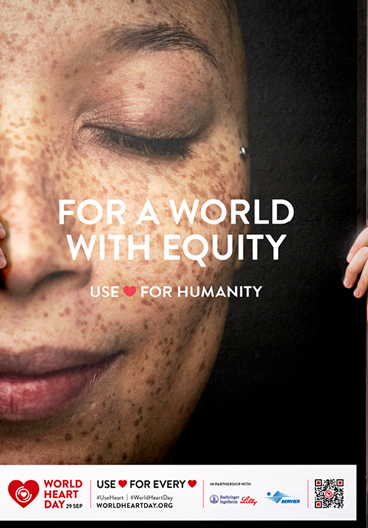 FOR A WORLD
WITH EQUITY
USE ❤ FOR HUMANITY
WORLD
HEART
DAY 29 SEP
USE ❤ FOR EVERY ❤
#UseHeart | #WorldHeartDay
WORLDHEARTDAY.ORG
IN PARTNERSHIP WITH
Boehringer
Ingelheim
Lilly
SERVIER